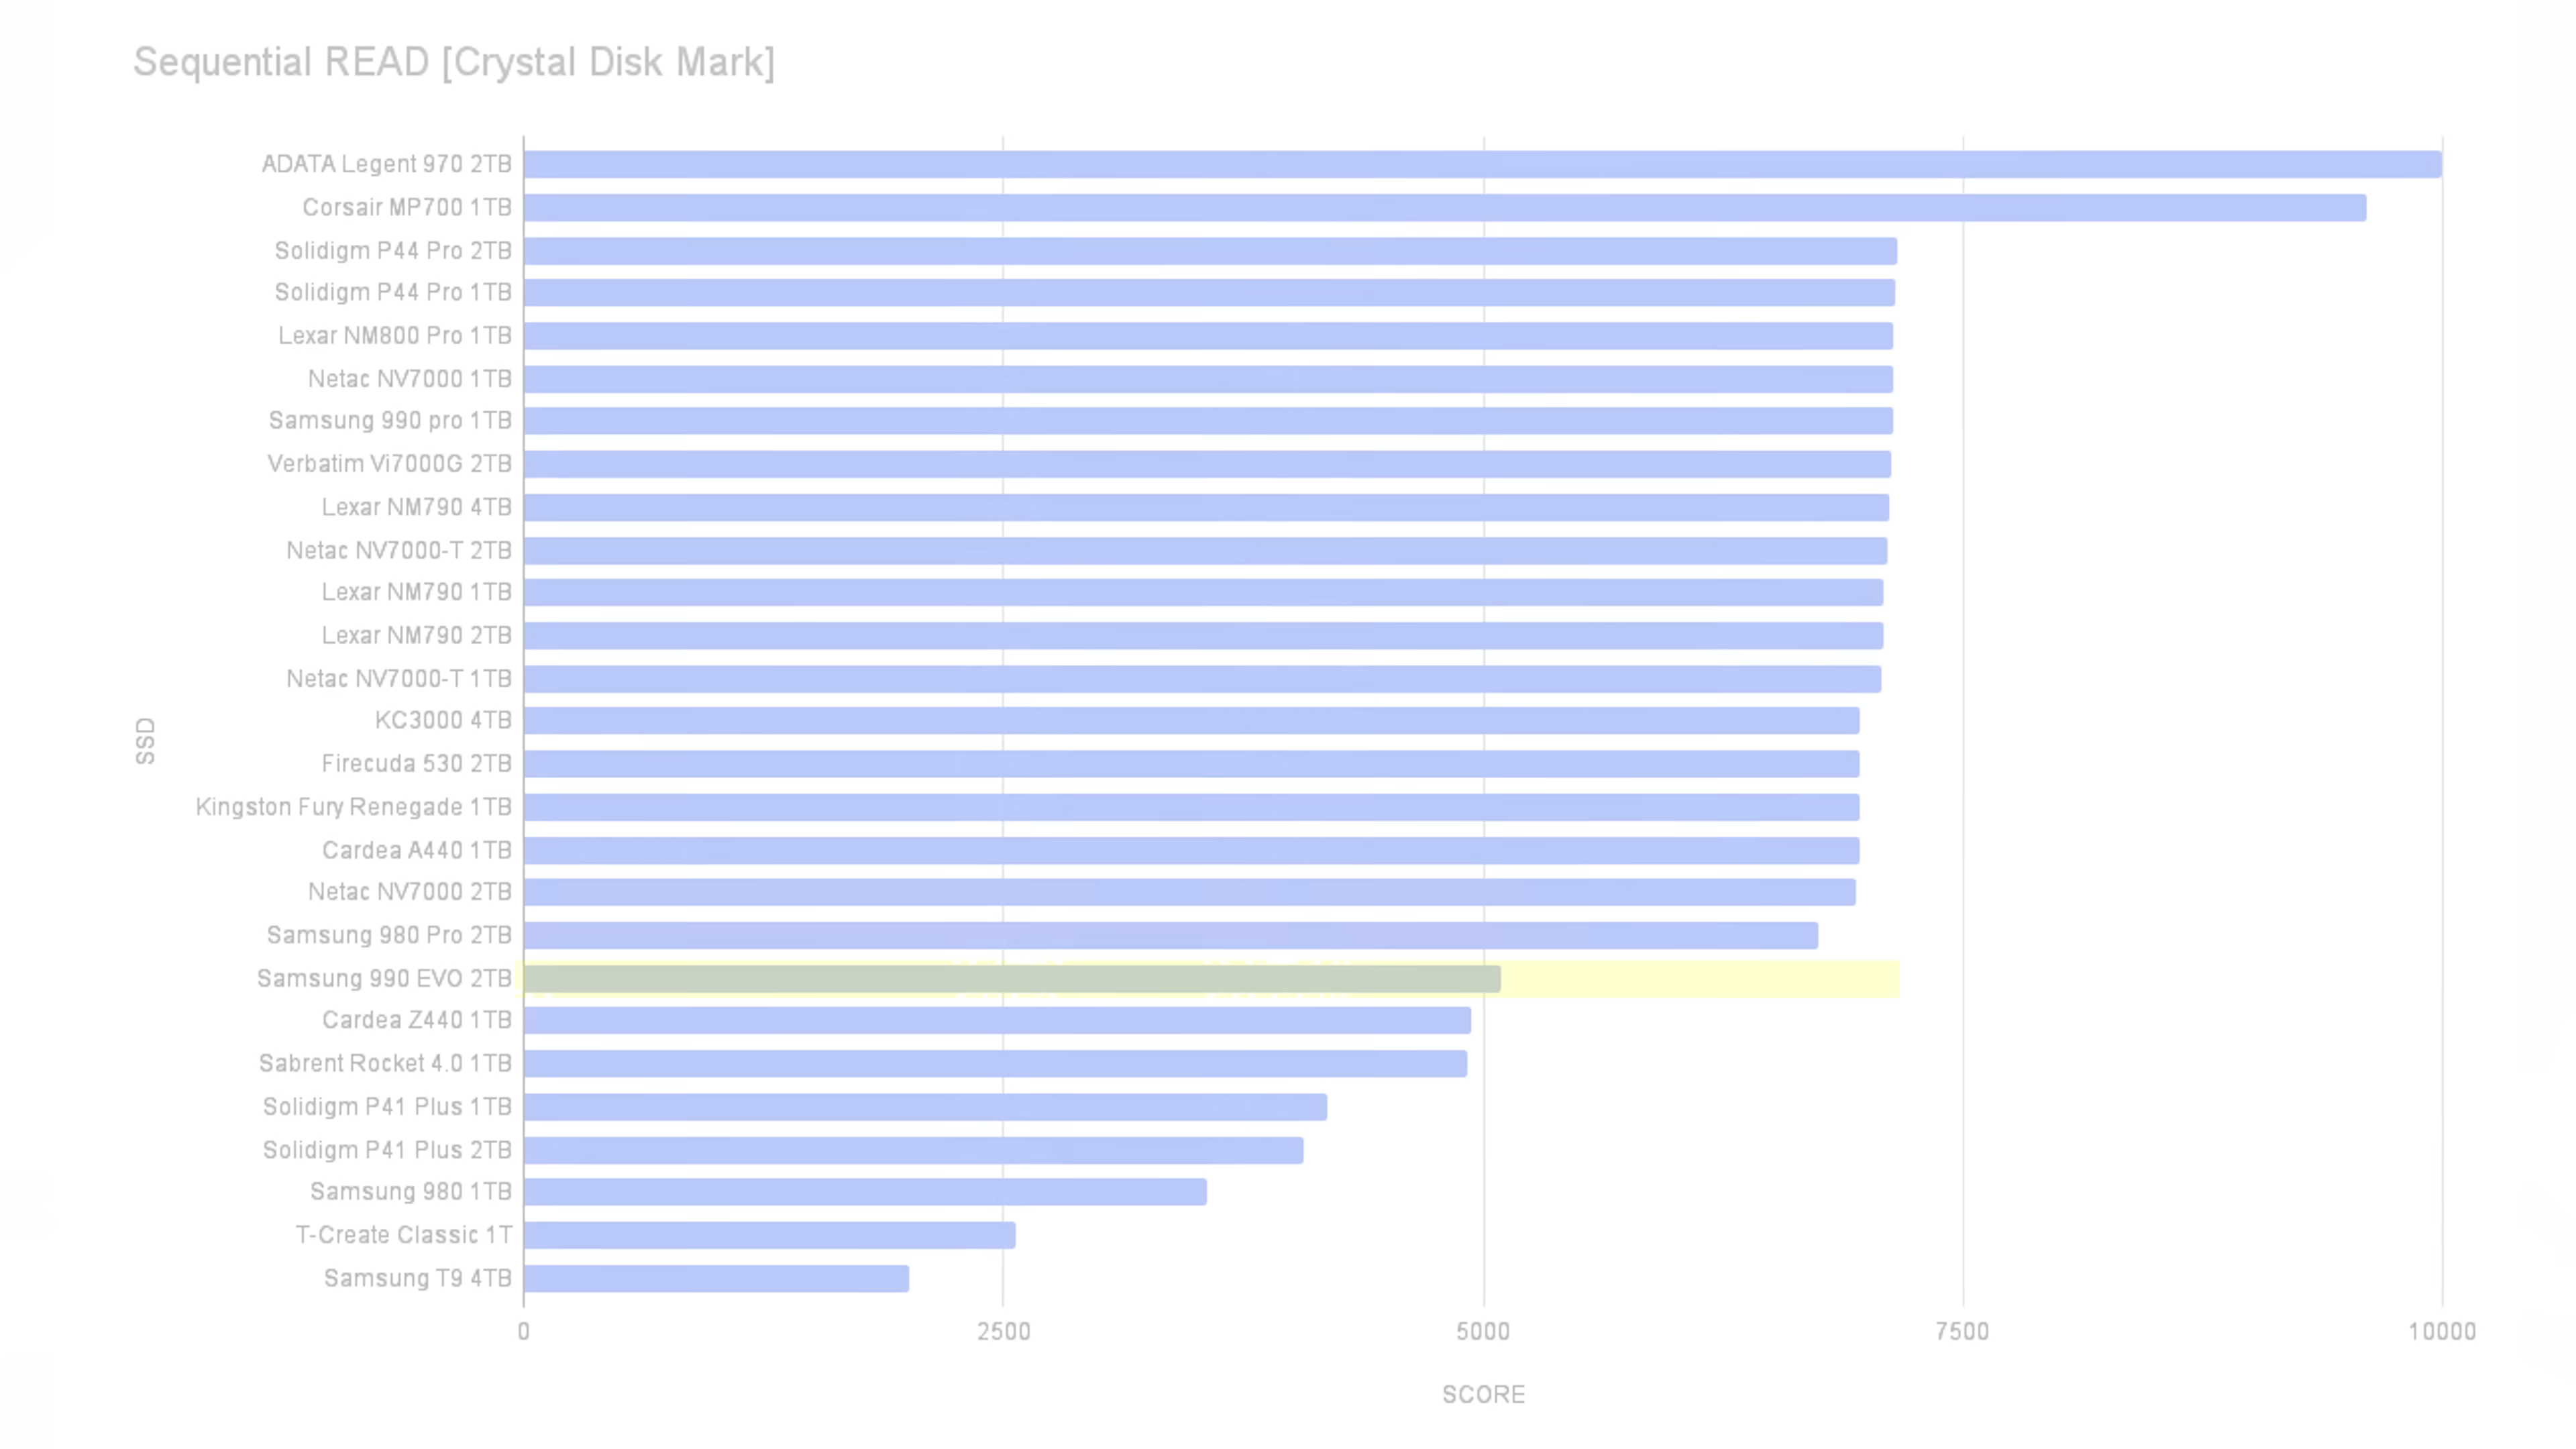 Sequential READ [Crystal Disk Mark]
ADATA Legent 970 2TB
Corsair MP700 1TB
Solidigm P44 Pro 2TB
Solidigm P44 Pro 1TB
Lexar NM800 Pro 1TB
Netac NV7000 1TB
Samsung 990 pro 1TB
Verbatim Vi7000G 2TB
Lexar NM790 4TB
Netac NV7000-T 2TB
Lexar NM790 1TB
Lexar NM790 2TB
Netac NV7000-T 1TB
KC3000 4TB
Firecuda 530 2TB
Kingston Fury Renegade 1TB
Cardea A440 1TB
Netac NV7000 2TB
Samsung 980 Pro 2TB
Samsung 990 EVO 2TB
Cardea Z440 1TB
Sabrent Rocket 4.0 1TB
Solidigm P41 Plus 1TB
Solidigm P41 Plus 2TB
Samsung 980 1TB
T-Create Classic 1T
Samsung T9 4TB
SSD
0 2500 5000 7500 10000
SCORE